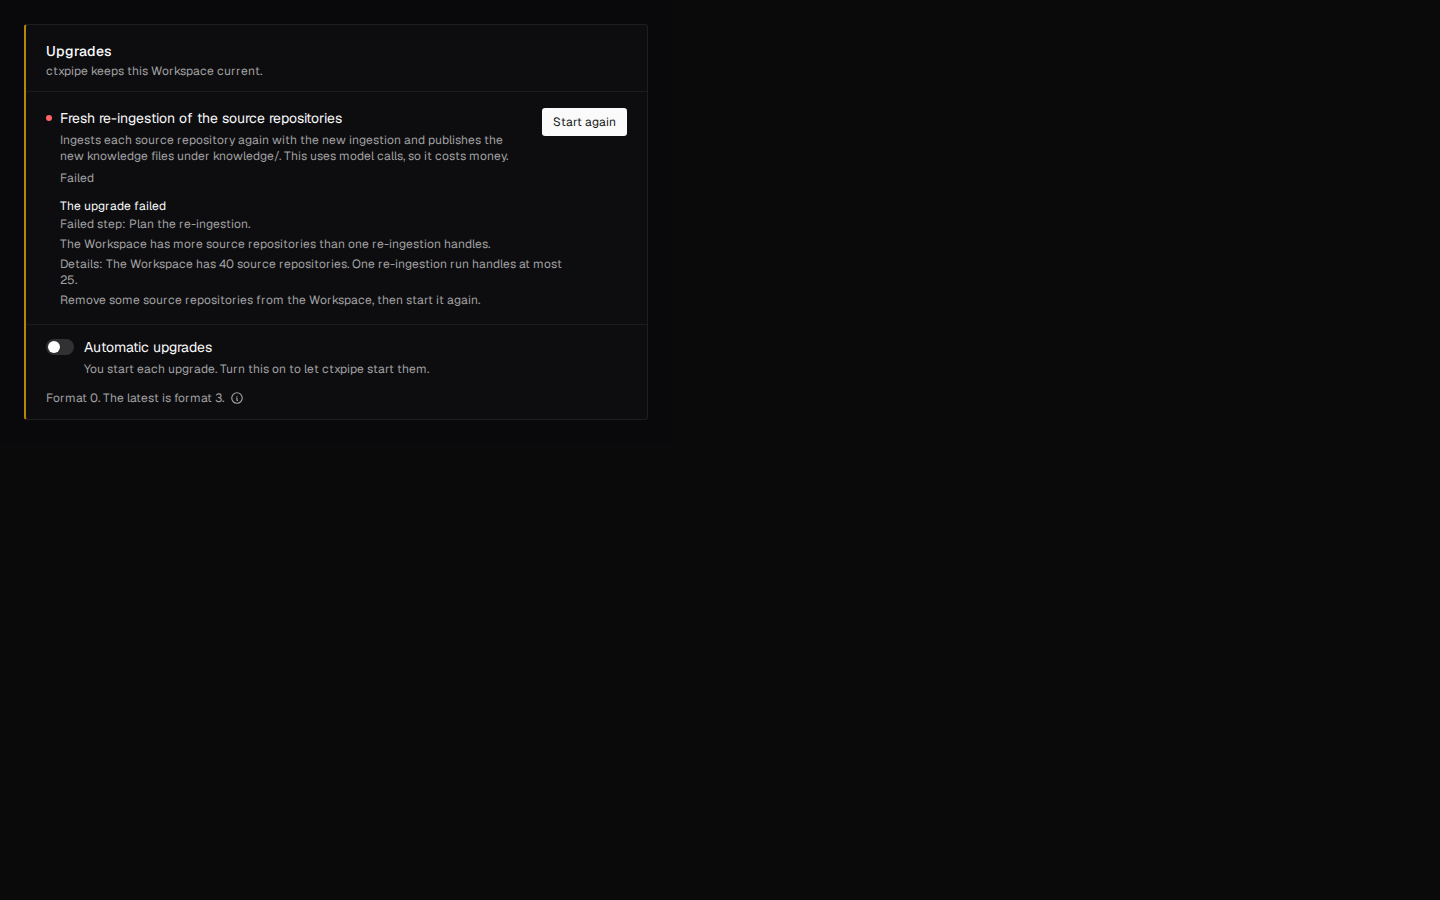 Upgrades
ctxpipe keeps this Workspace current.
Fresh re-ingestion of the source repositories
Start again
Ingests each source repository again with the new ingestion and publishes the
new knowledge files under knowledge/. This uses model calls, so it costs money.
Failed
The upgrade failed
Failed step: Plan the re-ingestion.
The Workspace has more source repositories than one re-ingestion handles.
Details: The Workspace has 40 source repositories. One re-ingestion run handles at most
25.
Remove some source repositories from the Workspace, then start it again.
Automatic upgrades
You start each upgrade. Turn this on to let ctxpipe start them.
Format 0. The latest is format 3.